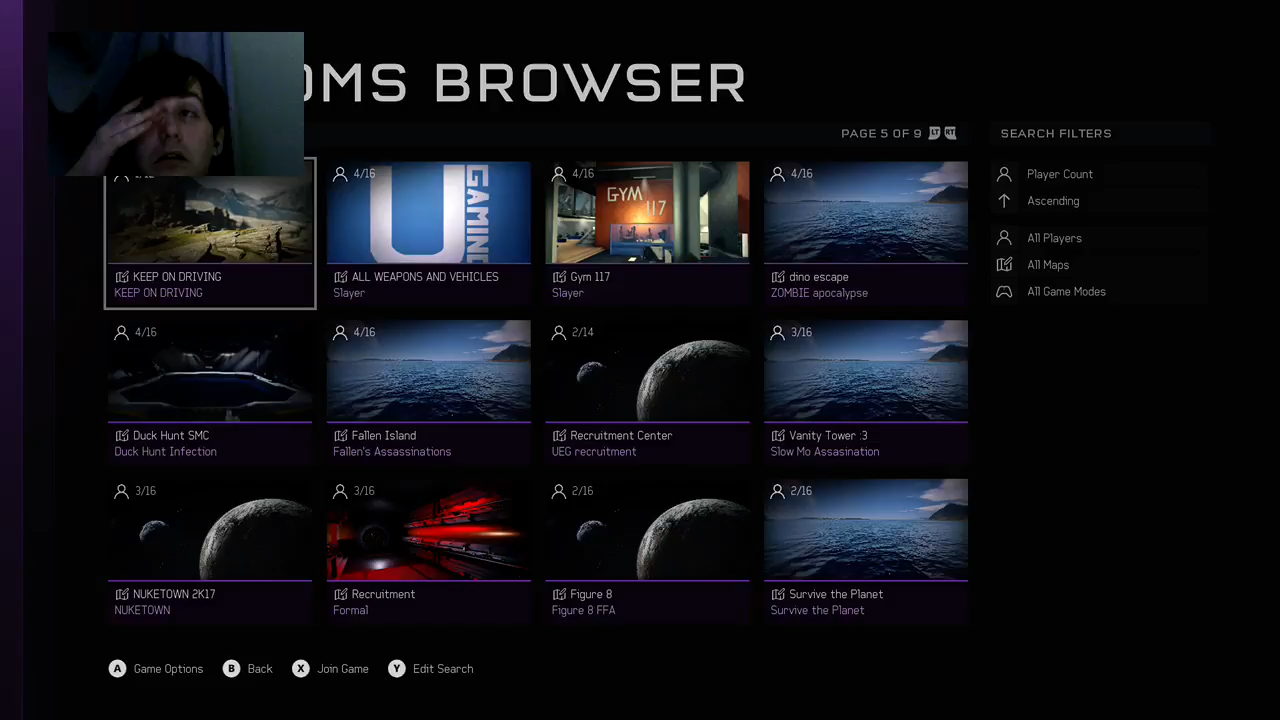 OMS BROWSER
PAGE 5 OF 9 LT RT
SEARCH FILTERS
4/16
4/16
4/16
U GAMING
GYM 117
KEEP ON DRIVING
KEEP ON DRIVING
ALL WEAPONS AND VEHICLES
Slayer
Gym 117
Slayer
dino escape
ZOMBIE apocalypse
4/16
4/16
2/14
3/16
Duck Hunt SMC
Duck Hunt Infection
Fallen Island
Fallen's Assassinations
Recruitment Center
UEG recruitment
Vanity Tower :3
Slow Mo Assasination
3/16
3/16
2/16
2/16
NUKETOWN 2K17
NUKETOWN
Recruitment
Formal
Figure 8
Figure 8 FFA
Survive the Planet
Survive the Planet
Player Count
Ascending
All Players
All Maps
All Game Modes
A Game Options B Back X Join Game Y Edit Search